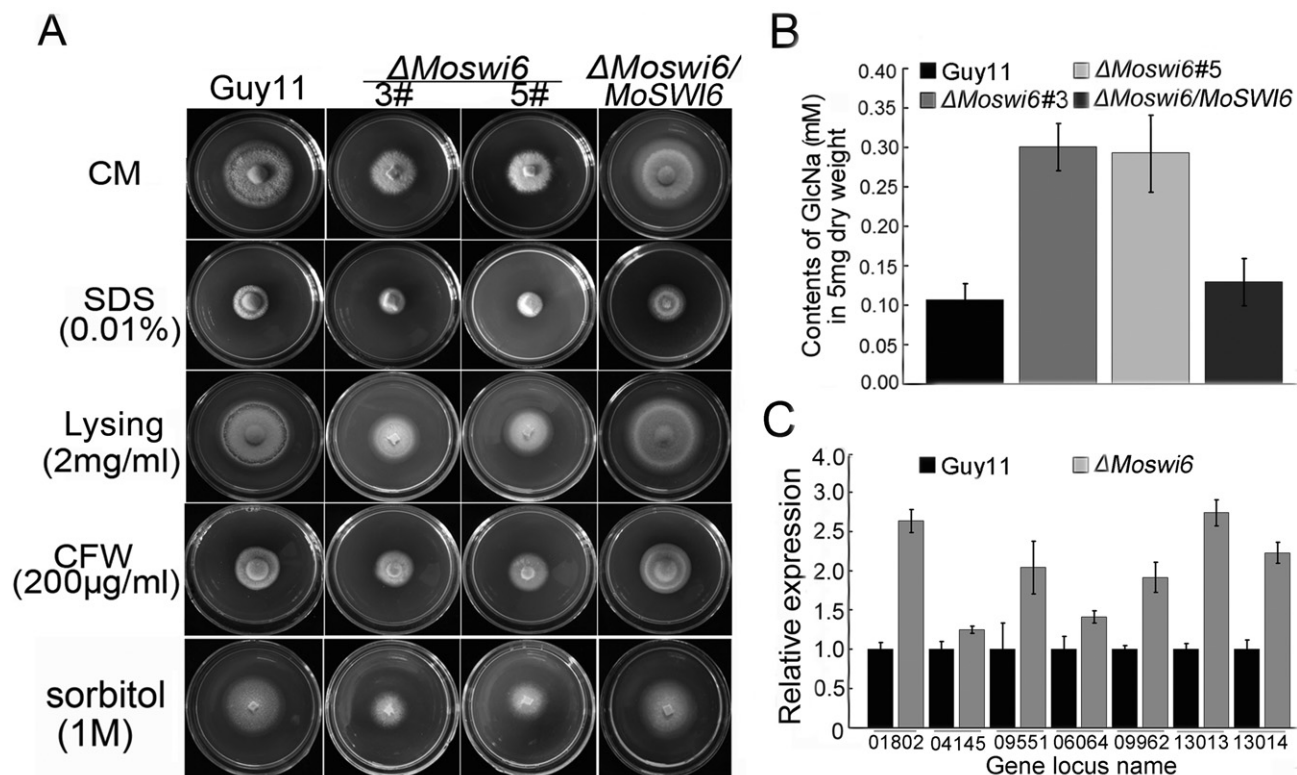 A
Guy11
ΔMoswi6
3# 5#
ΔMoswi6/
MoSWI6
CM
SDS
(0.01%)
Lysing
(2mg/ml)
CFW
(200μg/ml)
sorbitol
(1M)
B
Contents of GlcNa (mM)
in 5mg dry weight
0.40
0.35
0.30
0.25
0.20
0.15
0.10
0.05
0.00
Guy11
ΔMoswi6#3
ΔMoswi6#5
ΔMoswi6/MoSWI6
C
Relative expression
4.0
3.0
2.5
2.0
1.5
1.0
0.5
0
Guy11
ΔMoswi6
01802 04145 09551 06064 09962 13013 13014
Gene locus name